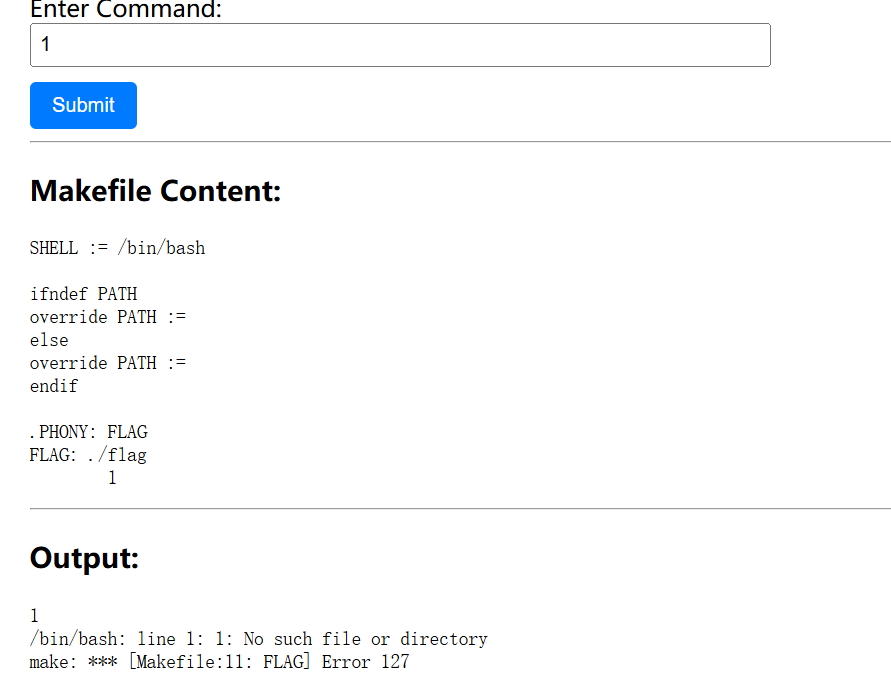 Enter Command:
1
Submit
Makefile Content:
SHELL := /bin/bash
ifndef PATH
override PATH :=
else
override PATH :=
endif
.PHONY: FLAG
FLAG: ./flag
        1
Output:
1
/bin/bash: line 1: 1: No such file or directory
make: *** [Makefile:11: FLAG] Error 127